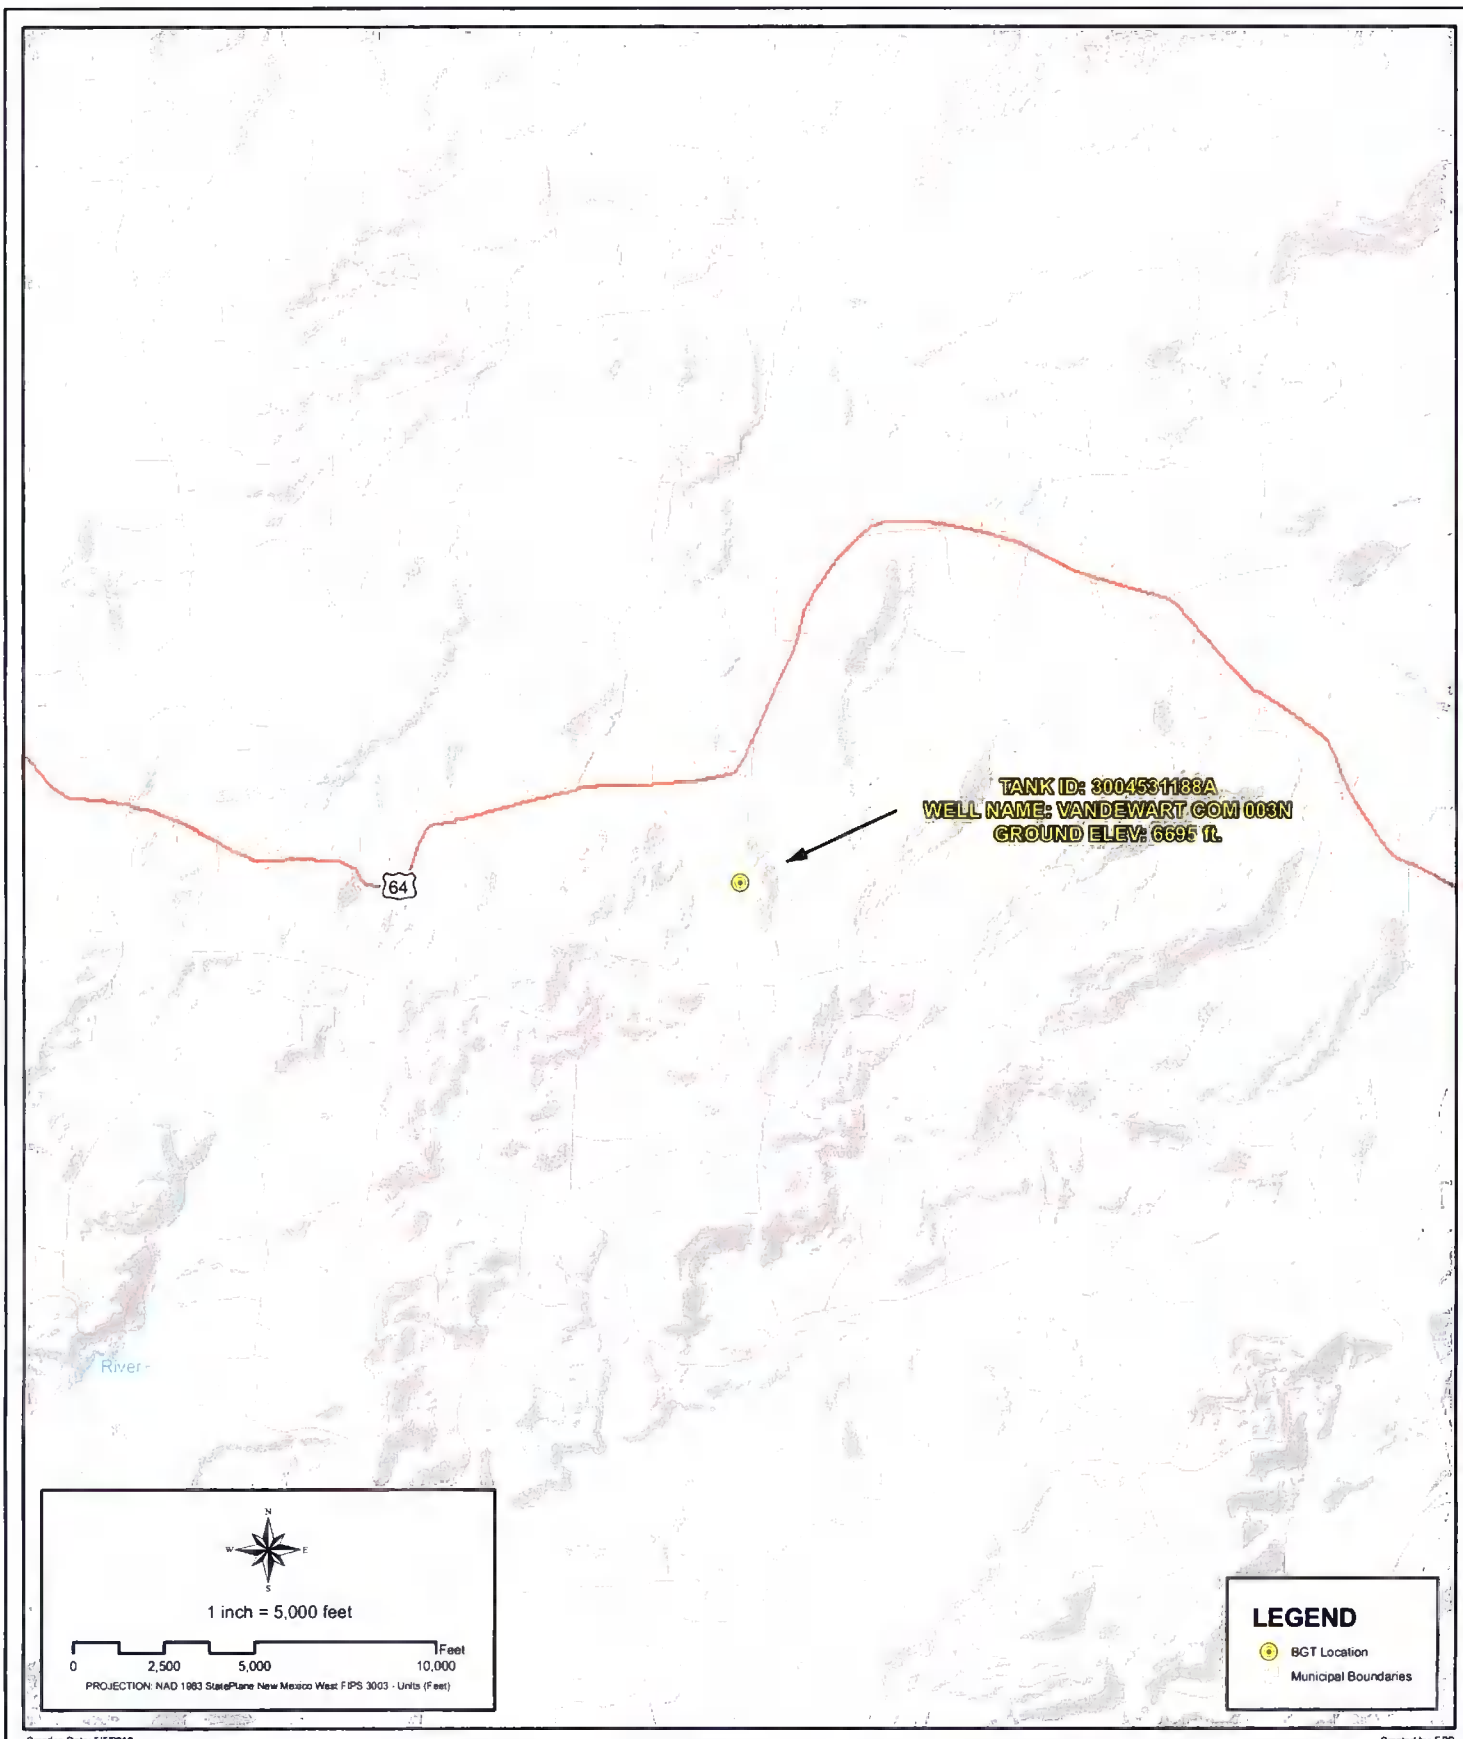 TANK ID: 3004531188A
WELL NAME: VANDEWART COM 003N
GROUND ELEV: 6695 ft.
64
River
N
W E
S
1 inch = 5,000 feet
Feet
0 2,500 5,000 10,000
PROJECTION: NAD 1983 StatePlane New Mexico West FIPS 3003 - Units (Feet)
LEGEND
BGT Location
Municipal Boundaries